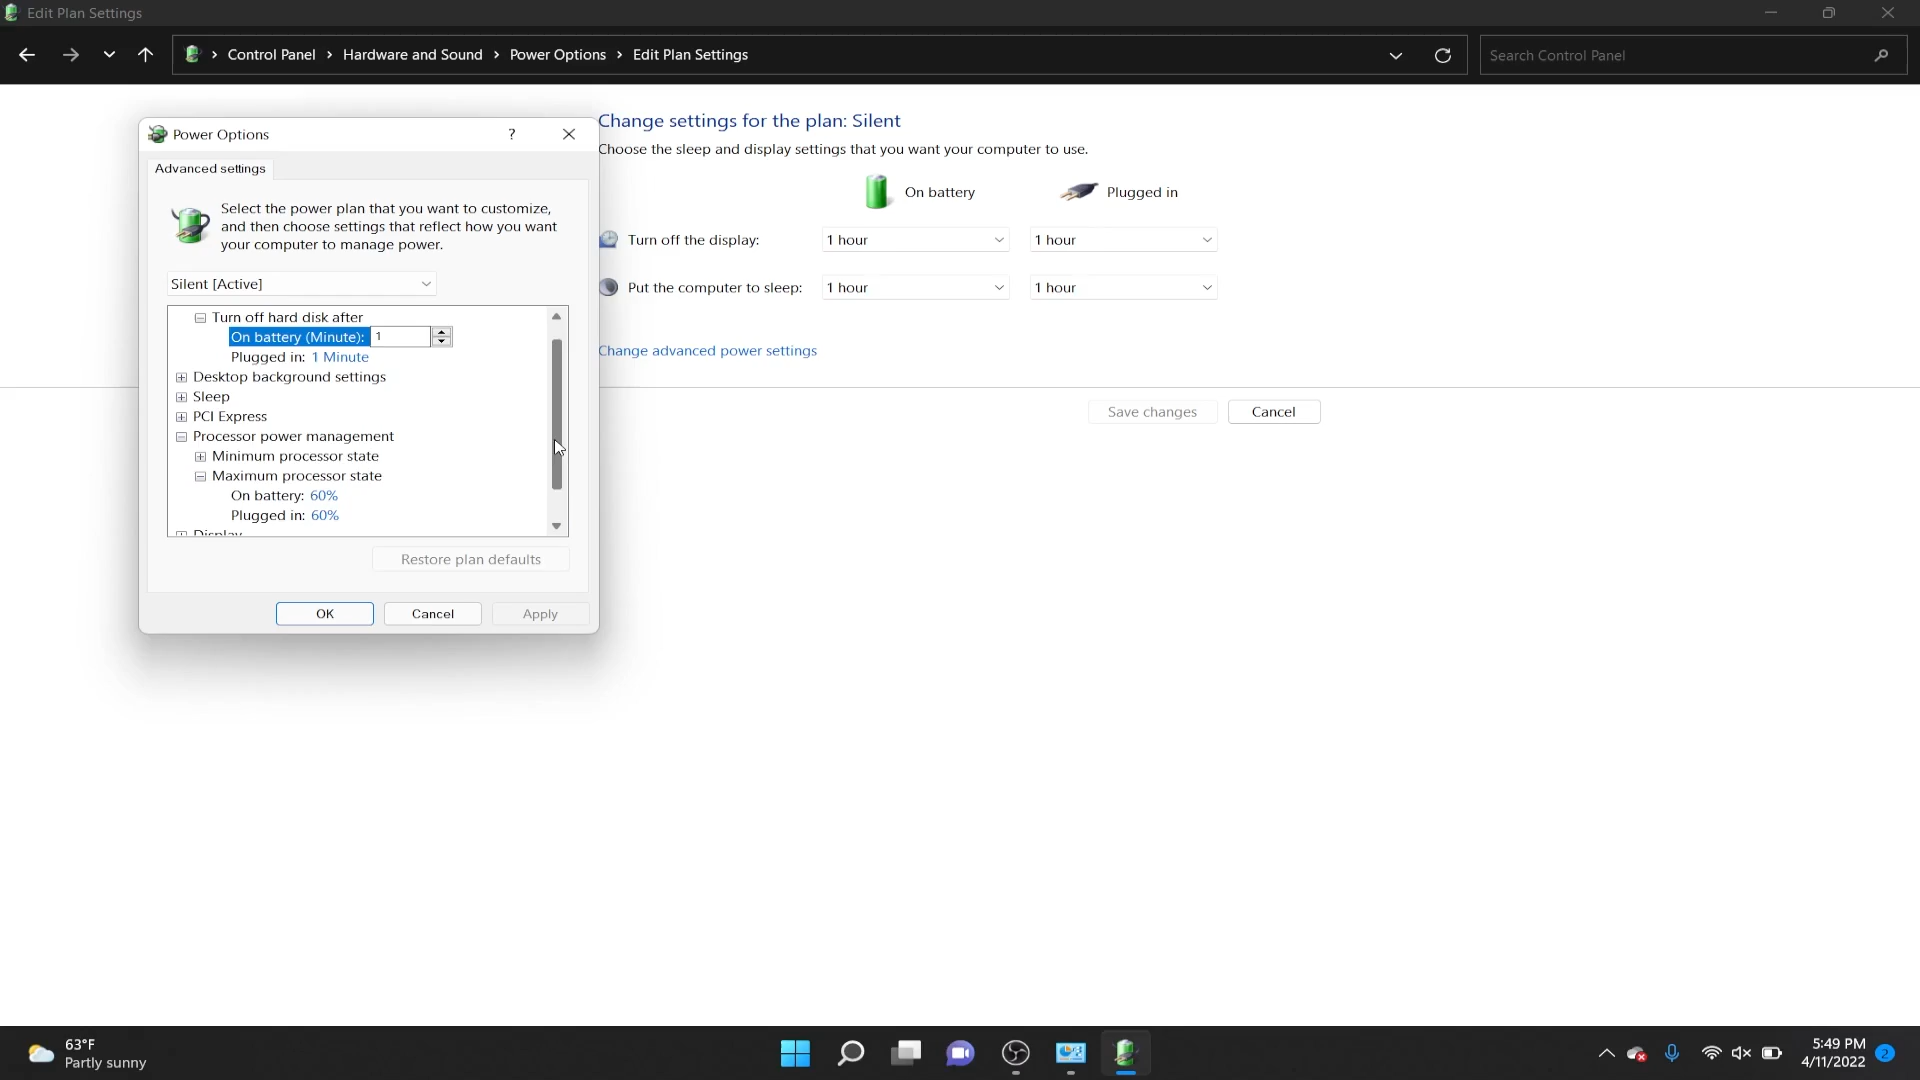 Edit Plan Settings
Control Panel > Hardware and Sound > Power Options > Edit Plan Settings
Search Control Panel
Power Options
?
Advanced settings
Select the power plan that you want to customize,
and then choose settings that reflect how you want
your computer to manage power.
Silent [Active]
Turn off hard disk after
On battery (Minute): 1
Plugged in: 1 Minute
Desktop background settings
Sleep
PCI Express
Processor power management
Minimum processor state
Maximum processor state
On battery: 60%
Plugged in: 60%
Display
Restore plan defaults
OK
Cancel
Apply
Change settings for the plan: Silent
Choose the sleep and display settings that you want your computer to use.
On battery
Plugged in
Turn off the display: 1 hour 1 hour
Put the computer to sleep: 1 hour 1 hour
Change advanced power settings
Save changes
Cancel
63°F
Partly sunny
5:49 PM
4/11/2022
2